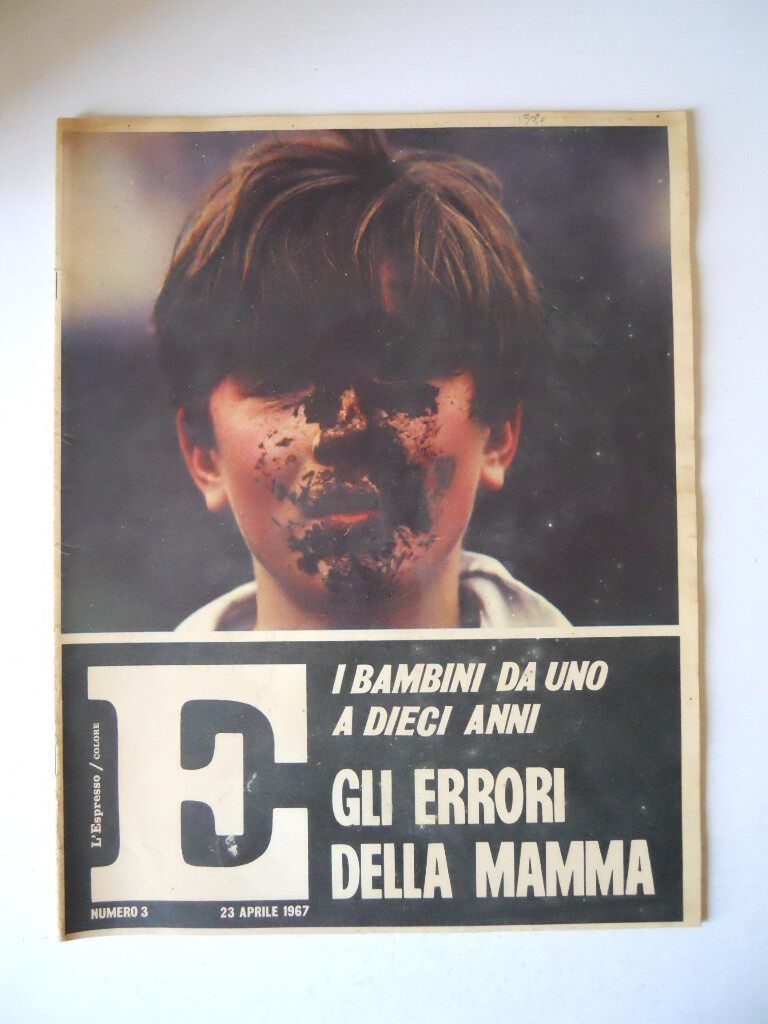 I BAMBINI DA UNO
A DIECI ANNI
GLI ERRORI
DELLA MAMMA
E
L'Espresso / COLORE
NUMERO 3
23 APRILE 1967